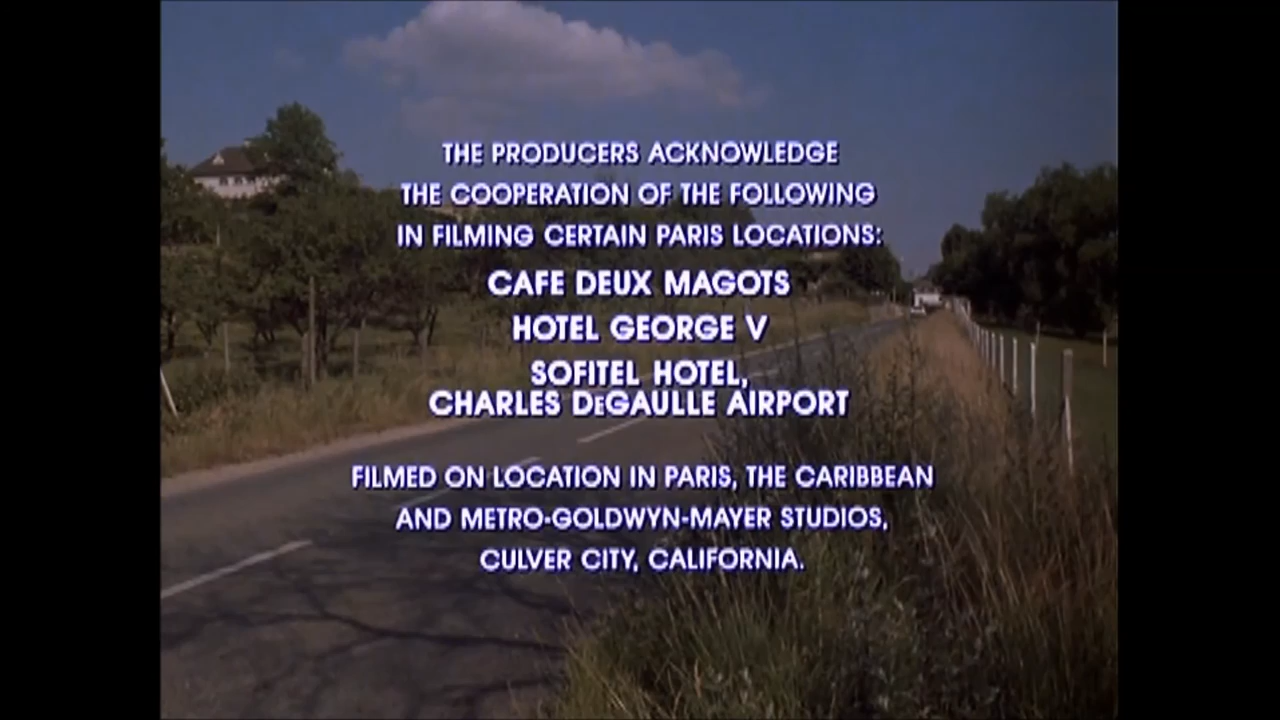 THE PRODUCERS ACKNOWLEDGE
THE COOPERATION OF THE FOLLOWING
IN FILMING CERTAIN PARIS LOCATIONS:
CAFE DEUX MAGOTS
HOTEL GEORGE V
SOFITEL HOTEL,
CHARLES DEGAULLE AIRPORT
FILMED ON LOCATION IN PARIS, THE CARIBBEAN
AND METRO-GOLDWYN-MAYER STUDIOS,
CULVER CITY, CALIFORNIA.